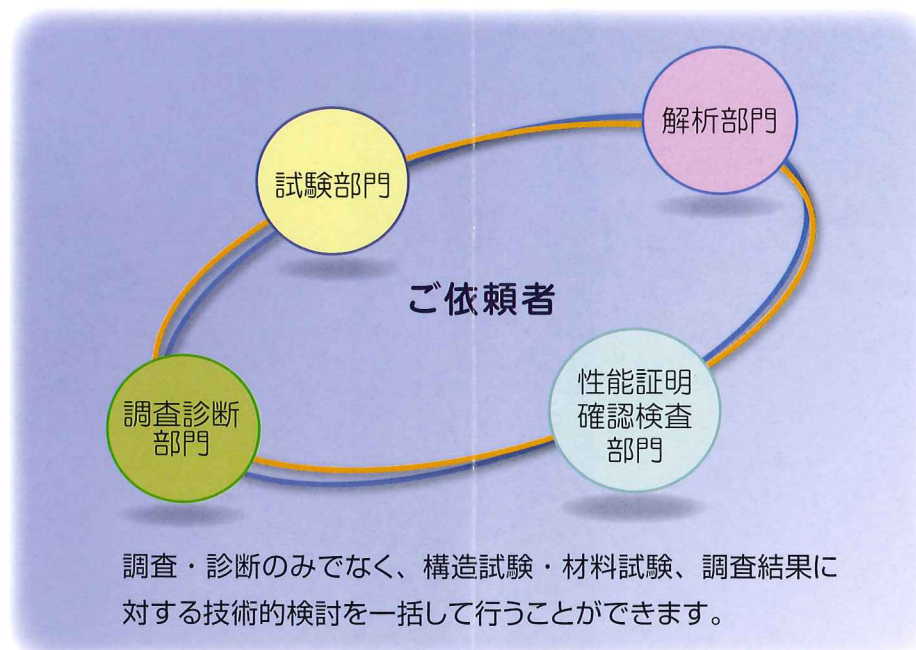 解析部門
試験部門
ご依頼者
性能証明
確認検査
部門
調査診断
部門
調査・診断のみでなく、構造試験・材料試験、調査結果に
対する技術的検討を一括して行うことができます。